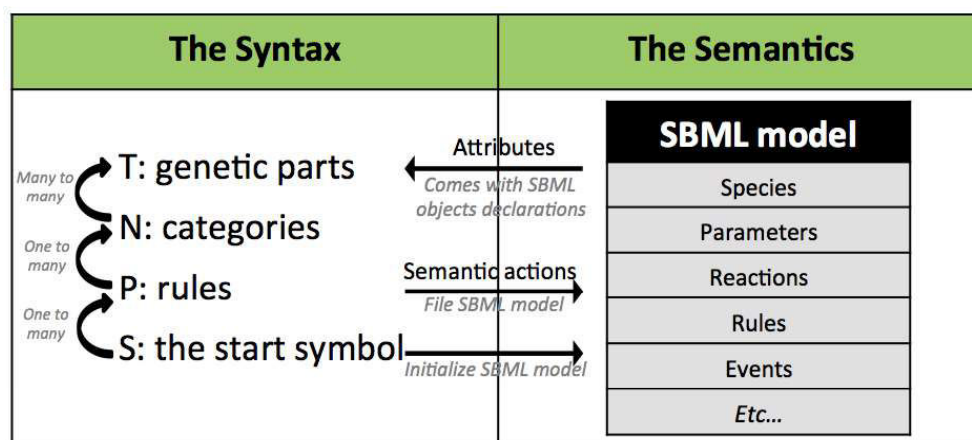 The Syntax
The Semantics
Many to
many
One to
many
One to
many
T: genetic parts
N: categories
P: rules
S: the start symbol
Attributes
Comes with SBML
objects declarations
Semantic actions
File SBML model
Initialize SBML model
SBML model
Species
Parameters
Reactions
Rules
Events
Etc...